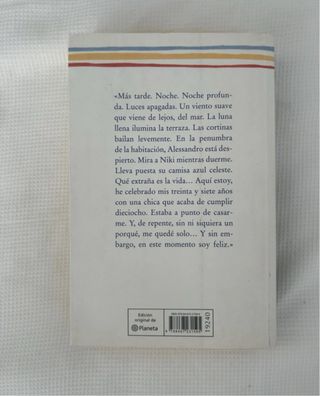 «Más tarde. Noche. Noche profun-
da. Luces apagadas. Un viento suave
que viene de lejos, del mar. La luna
llena ilumina la terraza. Las cortinas
bailan levemente. En la penumbra
de la habitación, Alessandro está des-
pierto. Mira a Niki mientras duerme.
Lleva puesta su camisa azul celeste.
Qué extraña es la vida… Aquí estoy,
he celebrado mis treinta y siete años
con una chica que acaba de cumplir
dieciocho. Estaba a punto de casar-
me. Y, de repente, sin ni siquiera un
porqué, me quedé solo… Y sin em-
bargo, en este momento soy feliz.»
Edición
original de
Planeta
19240